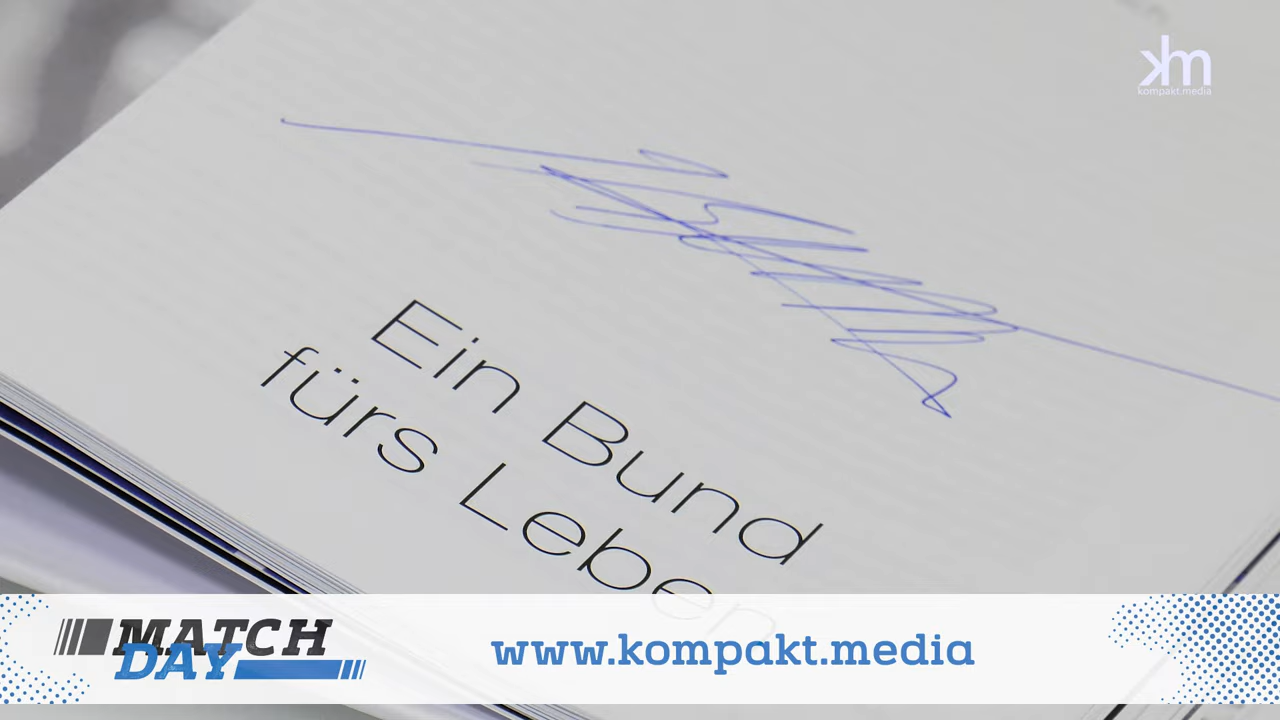 km
kompakt.media
Ein Bund
fürs Leben
MATCH
DAY
www.kompakt.media